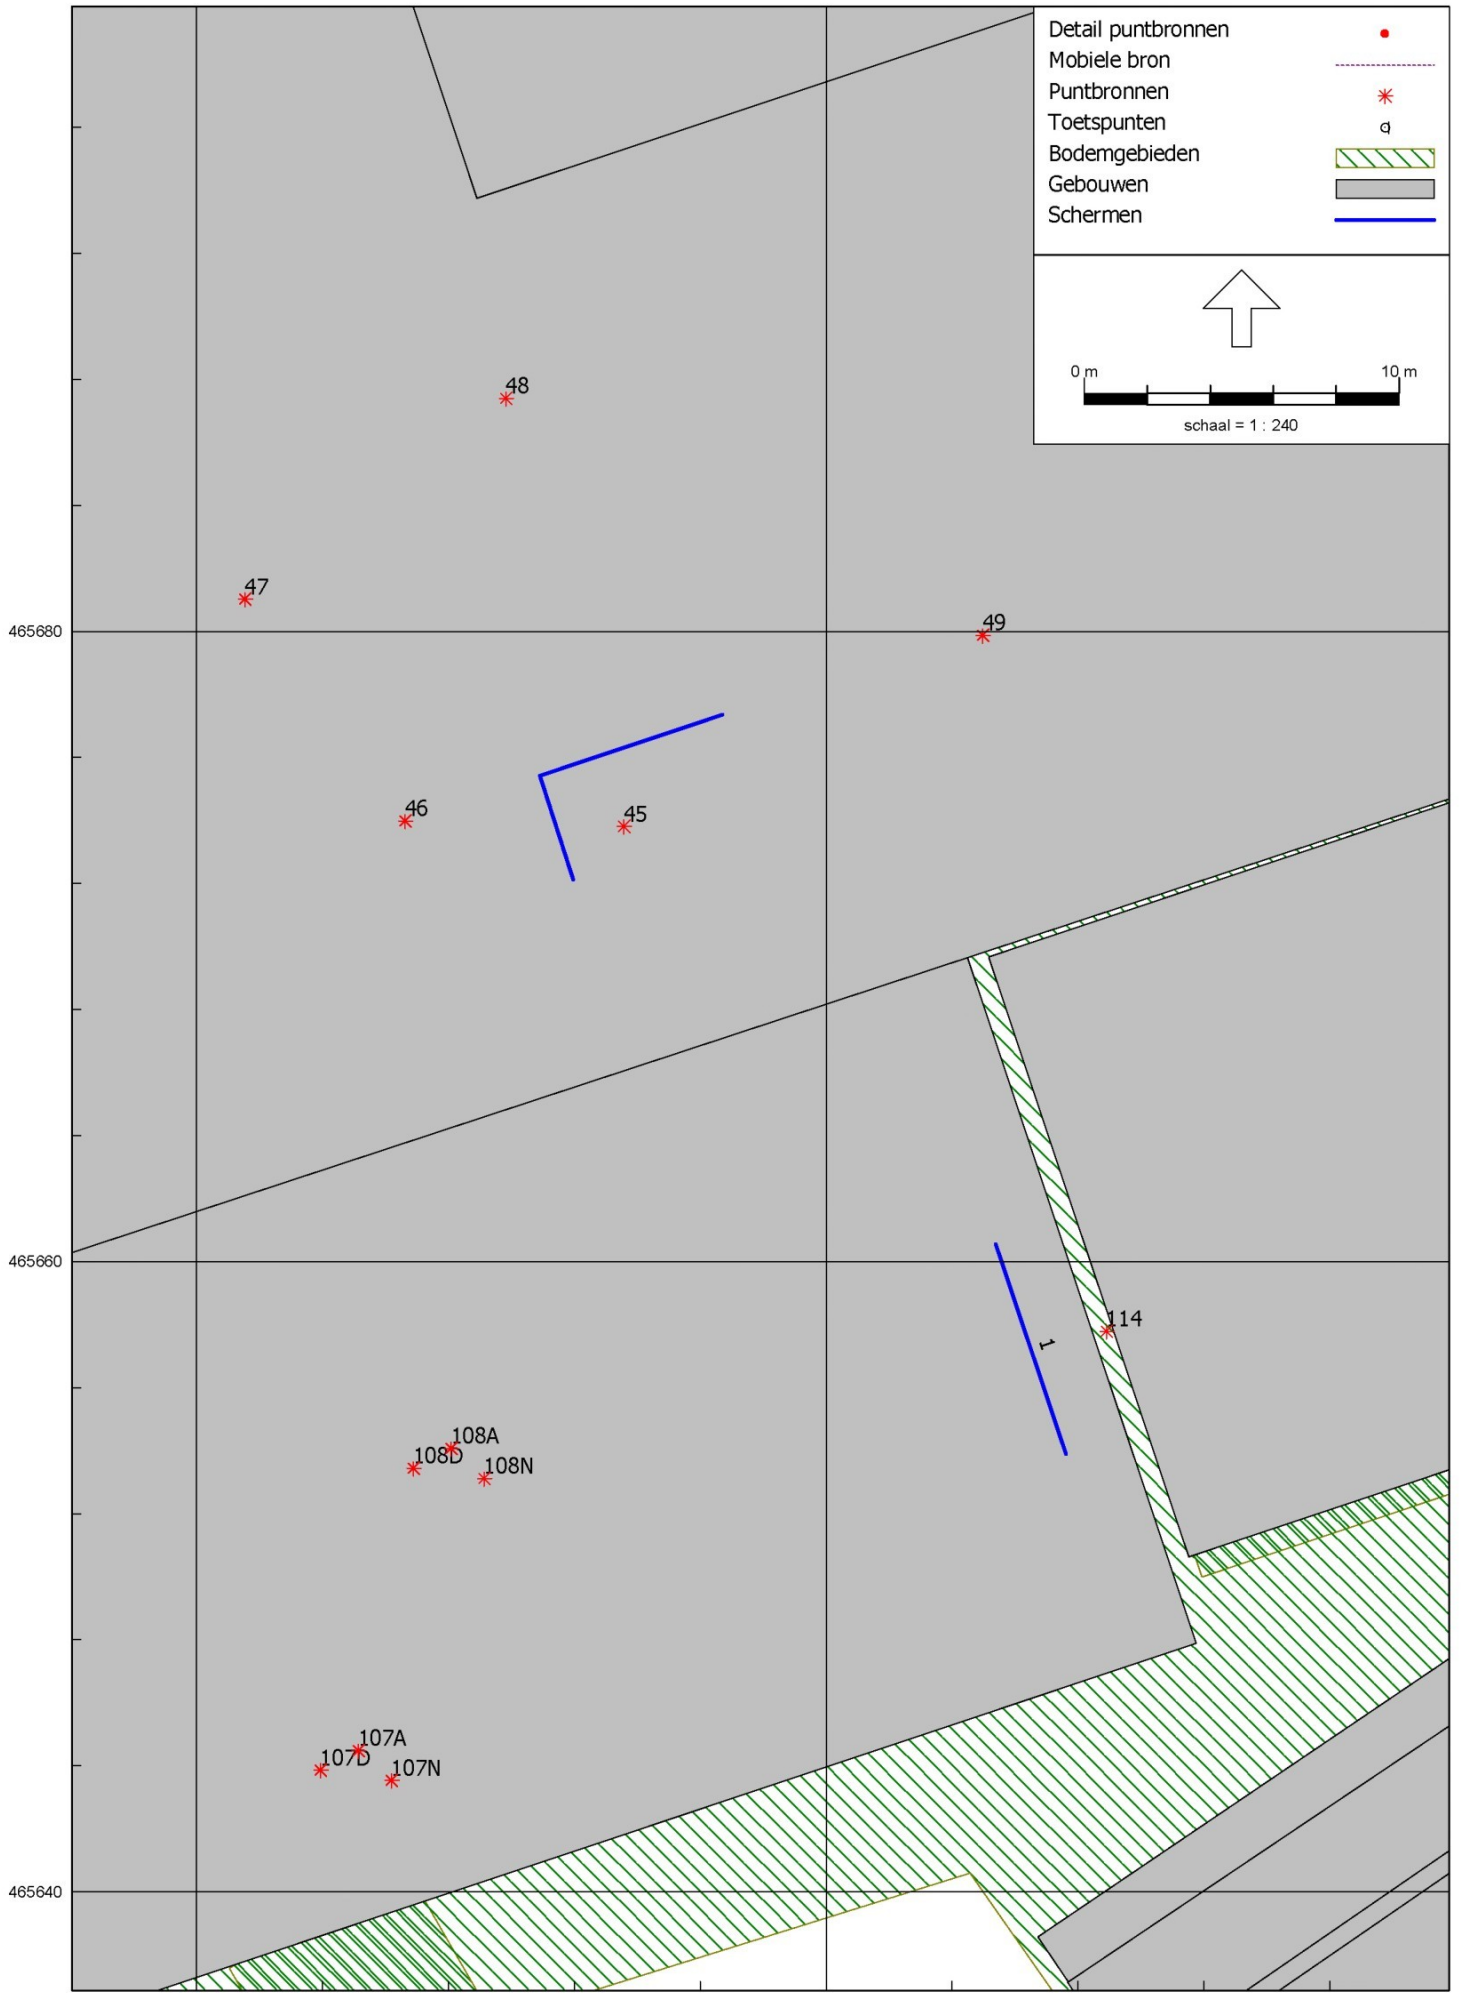 Detail puntbronnen
Mobiele bron
Puntbronnen
Toetspunten
Bodemgebieden
Gebouwen
Schermen
0 m 10 m
schaal = 1 : 240
48
47
465680
49
46
45
465660
114
1
108A
108D
108N
107A
107D
107N
465640